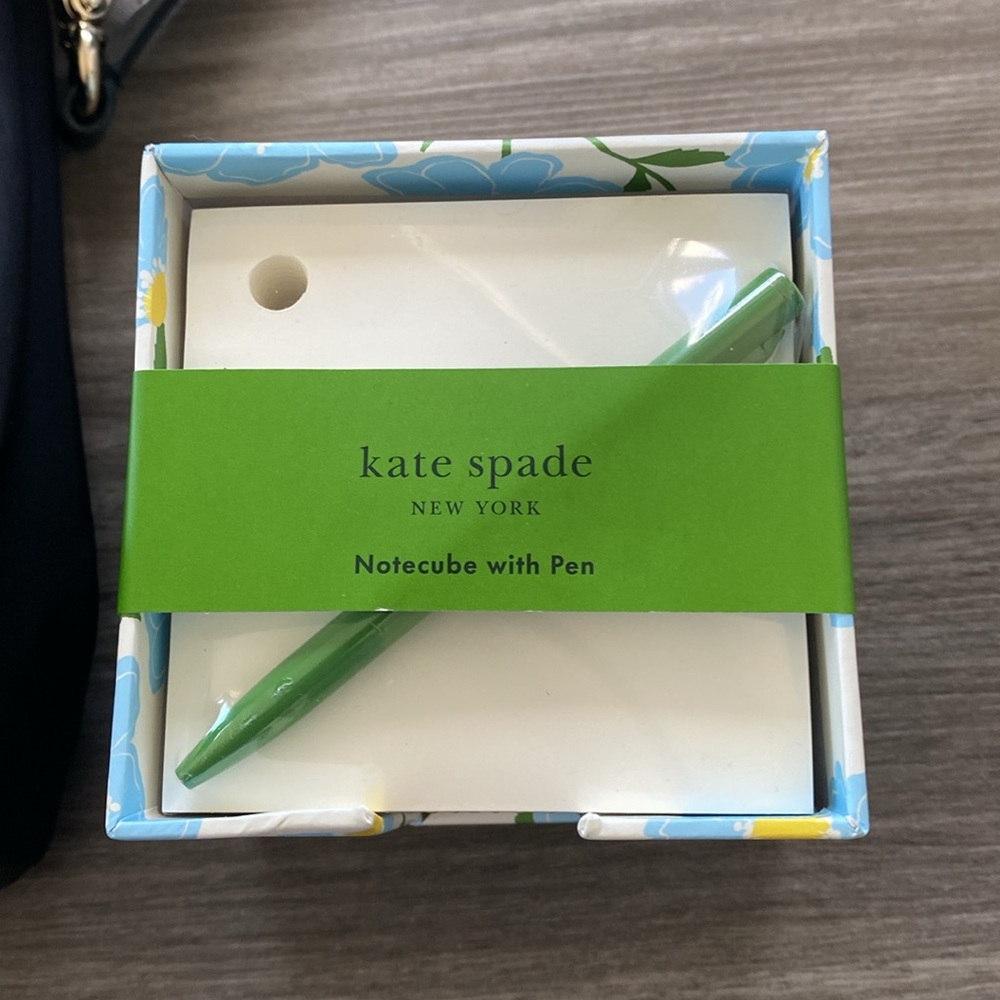 kate spade
NEW YORK
Notecube with Pen